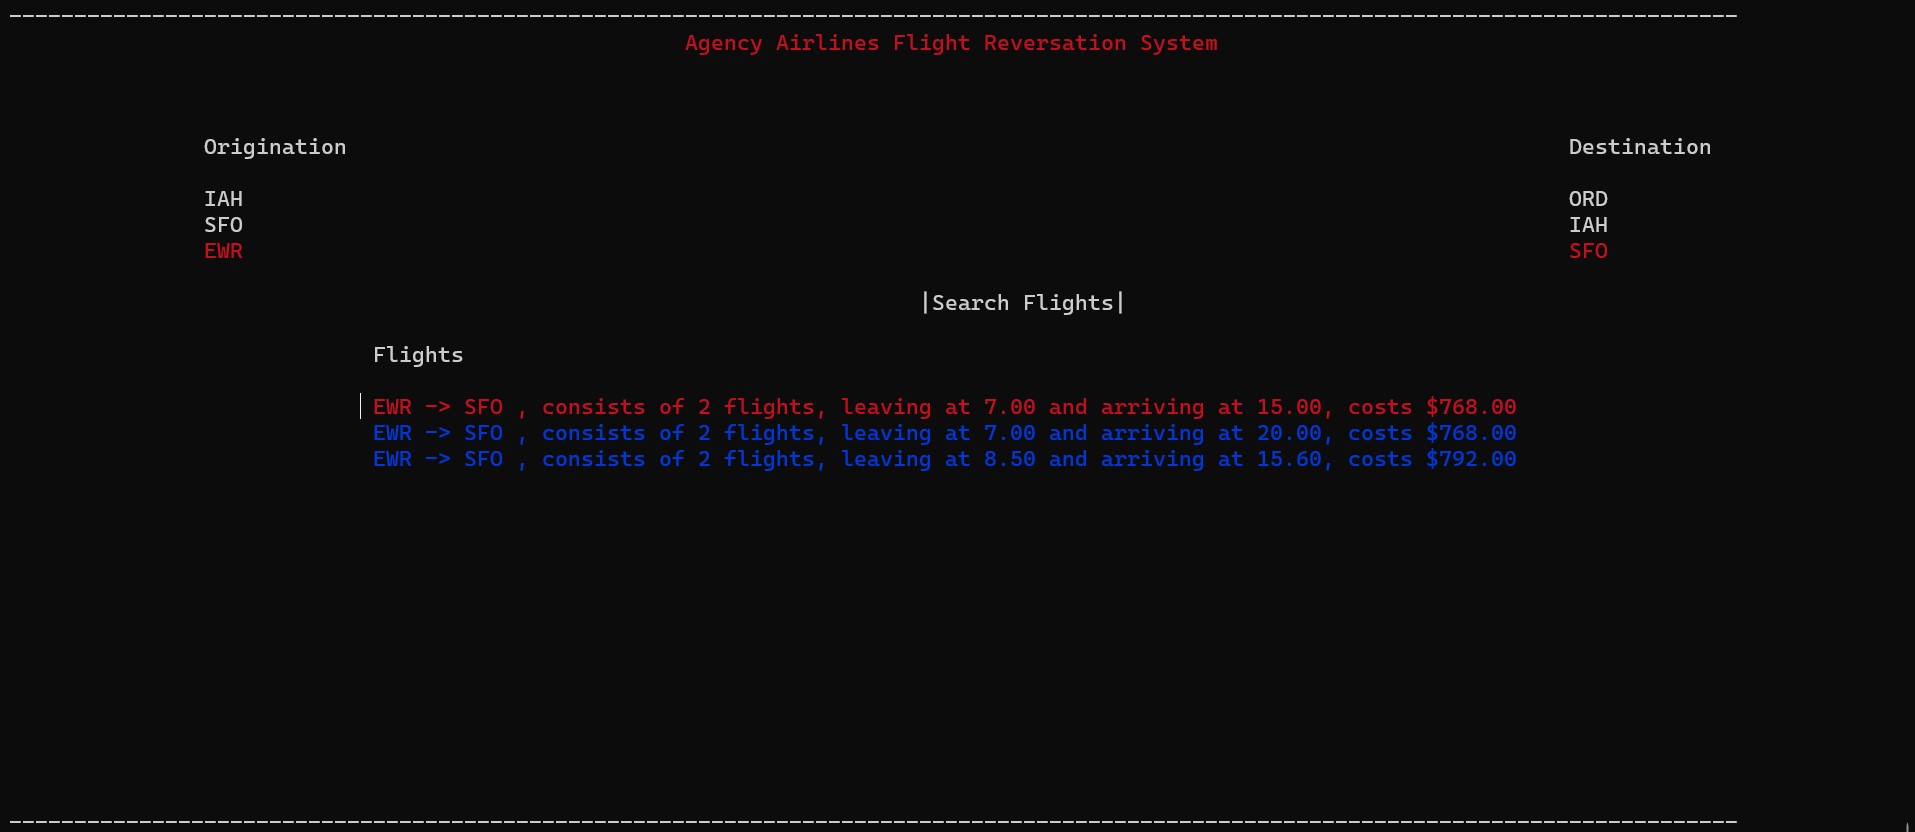 Agency Airlines Flight Reversation System
Origination Destination
IAH ORD
SFO IAH
EWR SFO
|Search Flights|
Flights
EWR -> SFO , consists of 2 flights, leaving at 7.00 and arriving at 15.00, costs $768.00
EWR -> SFO , consists of 2 flights, leaving at 7.00 and arriving at 20.00, costs $768.00
EWR -> SFO , consists of 2 flights, leaving at 8.50 and arriving at 15.60, costs $792.00